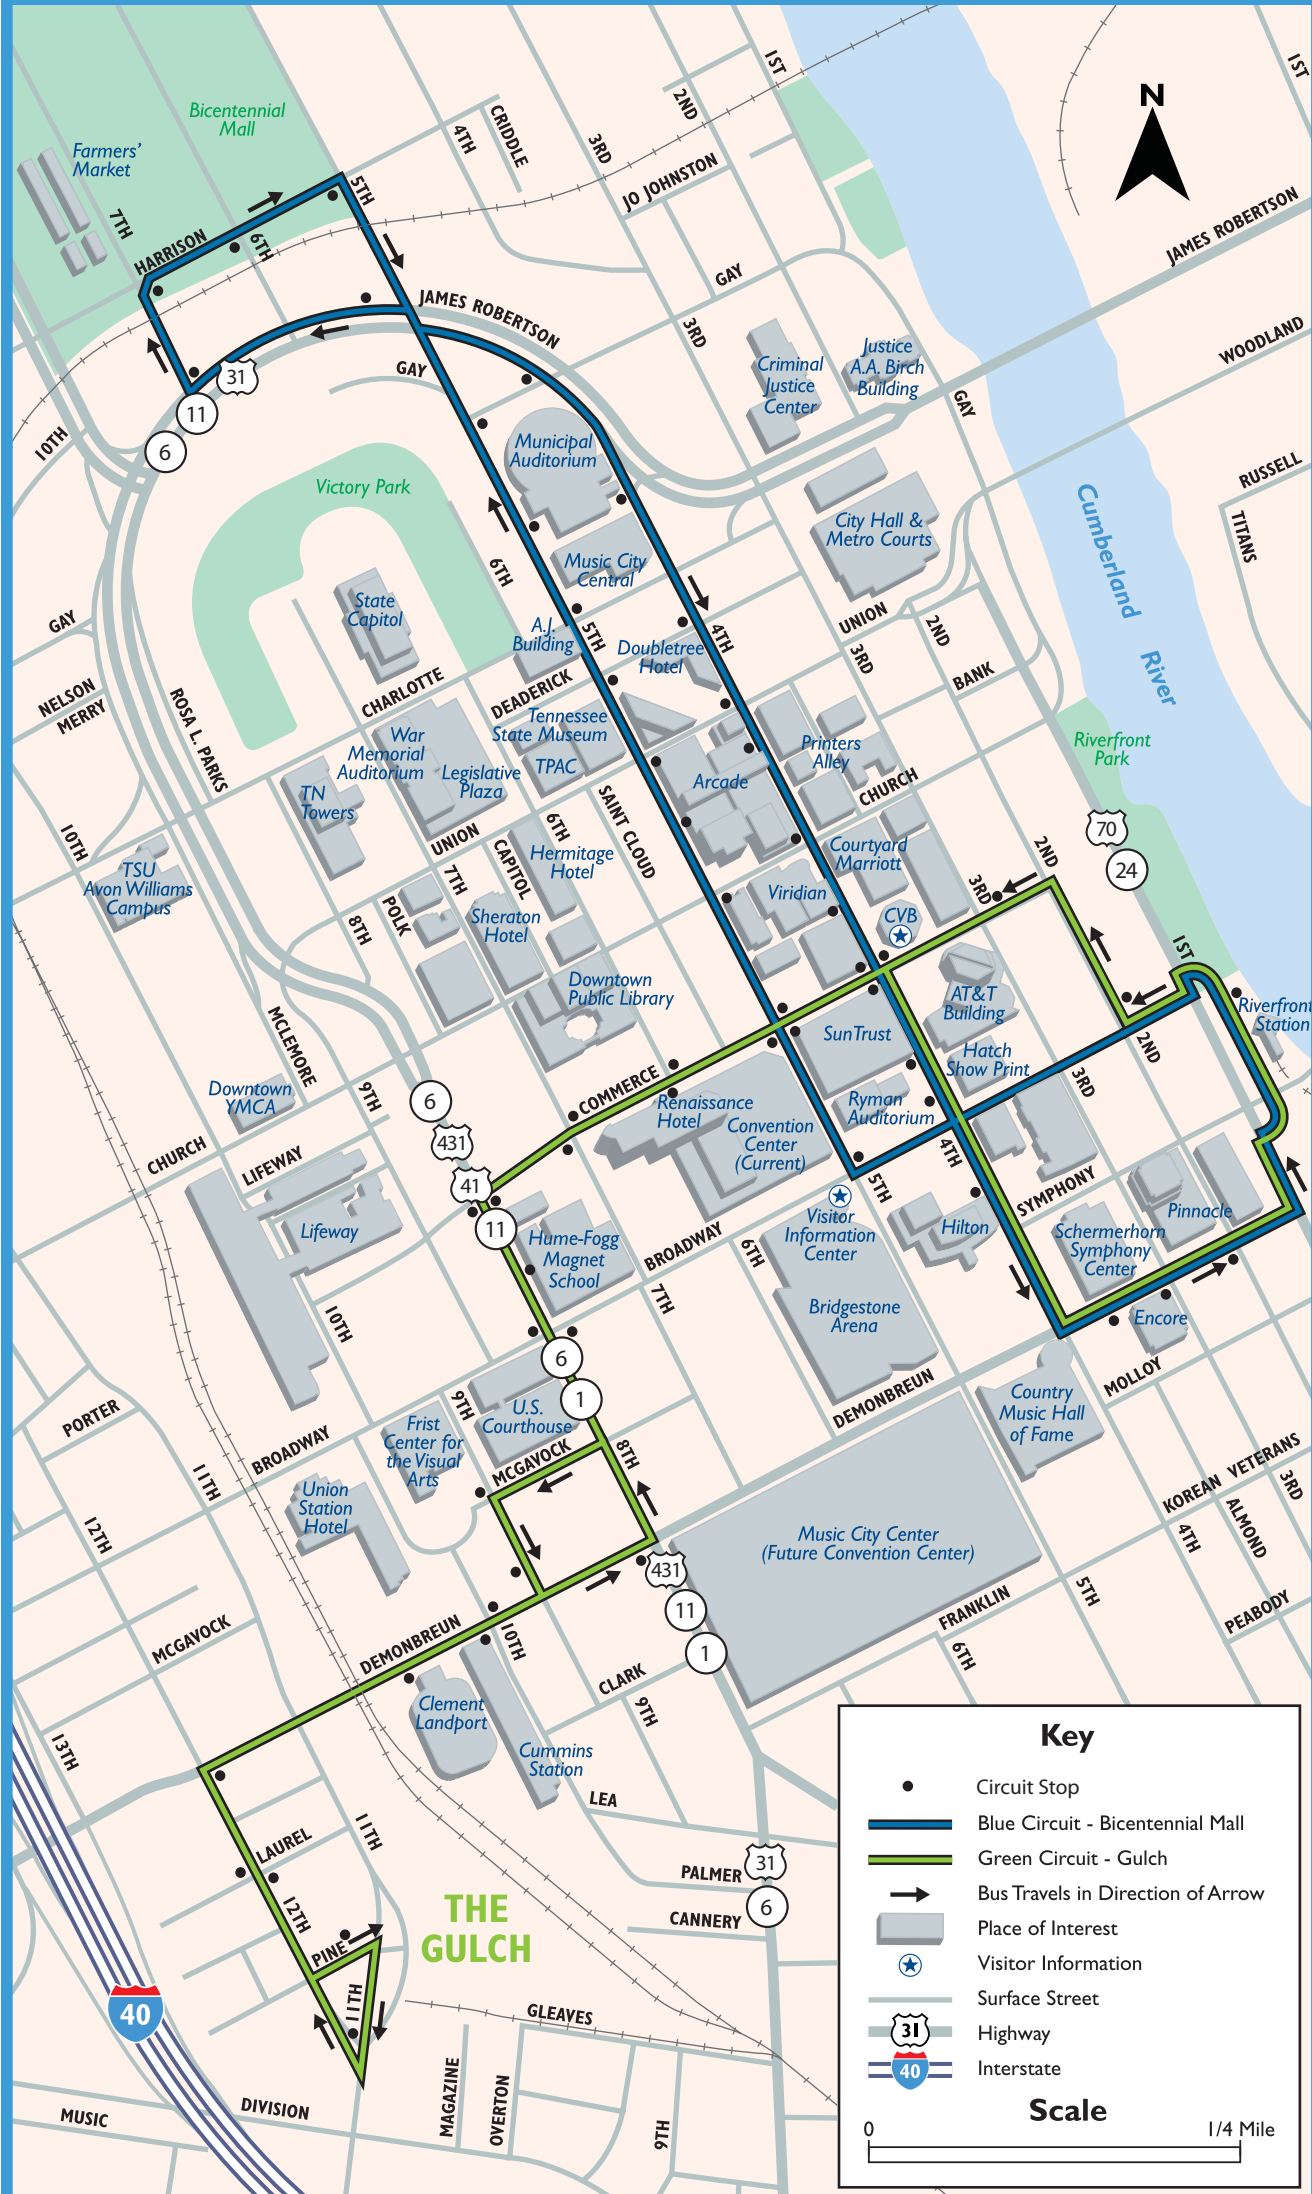 Bicentennial
Mall
Farmers'
Market
7TH
HARRISON
6TH
5TH
4TH
CRIDDLE
3RD
2ND
1ST
1ST
JO JOHNSTON
GAY
N
JAMES ROBERTSON
JAMES ROBERTSON
WOODLAND
3RD
Criminal
Justice
Center
Justice
A.A. Birch
Building
GAY
GAY
31
11
6
10TH
Municipal
Auditorium
Victory Park
RUSSELL
TITANS
City Hall &
Metro Courts
Cumberland
River
Music City
Central
6TH
State
Capitol
GAY
A.J.
Building
5TH
Doubletree
Hotel
4TH
UNION
3RD
2ND
BANK
NELSON
MERRY
ROSA L. PARKS
CHARLOTTE
DEADERICK
Tennessee
State Museum
TPAC
War
Memorial
Auditorium
Legislative
Plaza
Printers
Alley
Riverfront
Park
Arcade
CHURCH
TN
Towers
SAINT CLOUD
UNION
6TH
CAPITOL
7TH
Hermitage
Hotel
10TH
TSU
Avon Williams
Campus
POLK
8TH
Sheraton
Hotel
Courtyard
Marriott
Viridian
70
24
2ND
3RD
CVB
1ST
Downtown
Public Library
AT&T
Building
SunTrust
Riverfront
Station
2ND
3RD
Hatch
Show Print
MCLEMORE
Downtown
YMCA
9TH
6
COMMERCE
Renaissance
Hotel
Convention
Center
(Current)
Ryman
Auditorium
4TH
431
41
11
CHURCH
LIFEWAY
Lifeway
5TH
SYMPHONY
Pinnacle
Visitor
Information
Center
Hilton
Schermerhorn
Symphony
Center
Hume-Fogg
Magnet
School
BROADWAY
6TH
7TH
Bridgestone
Arena
10TH
Encore
6
1
MOLLOY
DEMONBREUN
Country
Music Hall
of Fame
9TH
U.S.
Courthouse
Frist
Center for
the Visual
Arts
PORTER
BROADWAY
11TH
MCGAVOCK
8TH
Union
Station
Hotel
KOREAN VETERANS
3RD
ALMOND
4TH
12TH
Music City Center
(Future Convention Center)
431
11
1
5TH
FRANKLIN
PEABODY
6TH
MCGAVOCK
DEMONBREUN
10TH
CLARK
9TH
Clement
Landport
Cummins
Station
13TH
LEA
11TH
LAUREL
12TH
PINE
11TH
THE
GULCH
PALMER
31
CANNERY
6
40
GLEAVES
MAGAZINE
OVERTON
9TH
DIVISION
MUSIC
Key
Circuit Stop
Blue Circuit - Bicentennial Mall
Green Circuit - Gulch
Bus Travels in Direction of Arrow
Place of Interest
Visitor Information
Surface Street
31 Highway
40 Interstate
Scale
0 1/4 Mile